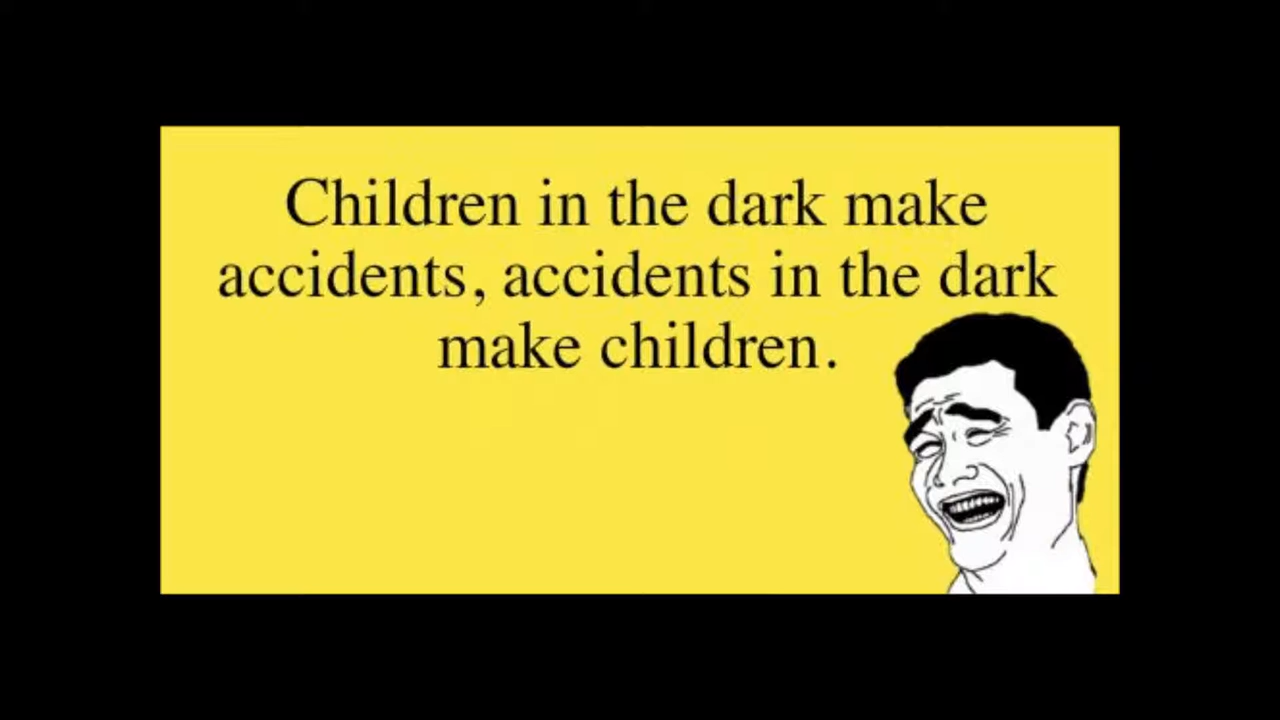 Children in the dark make
accidents, accidents in the dark
make children.